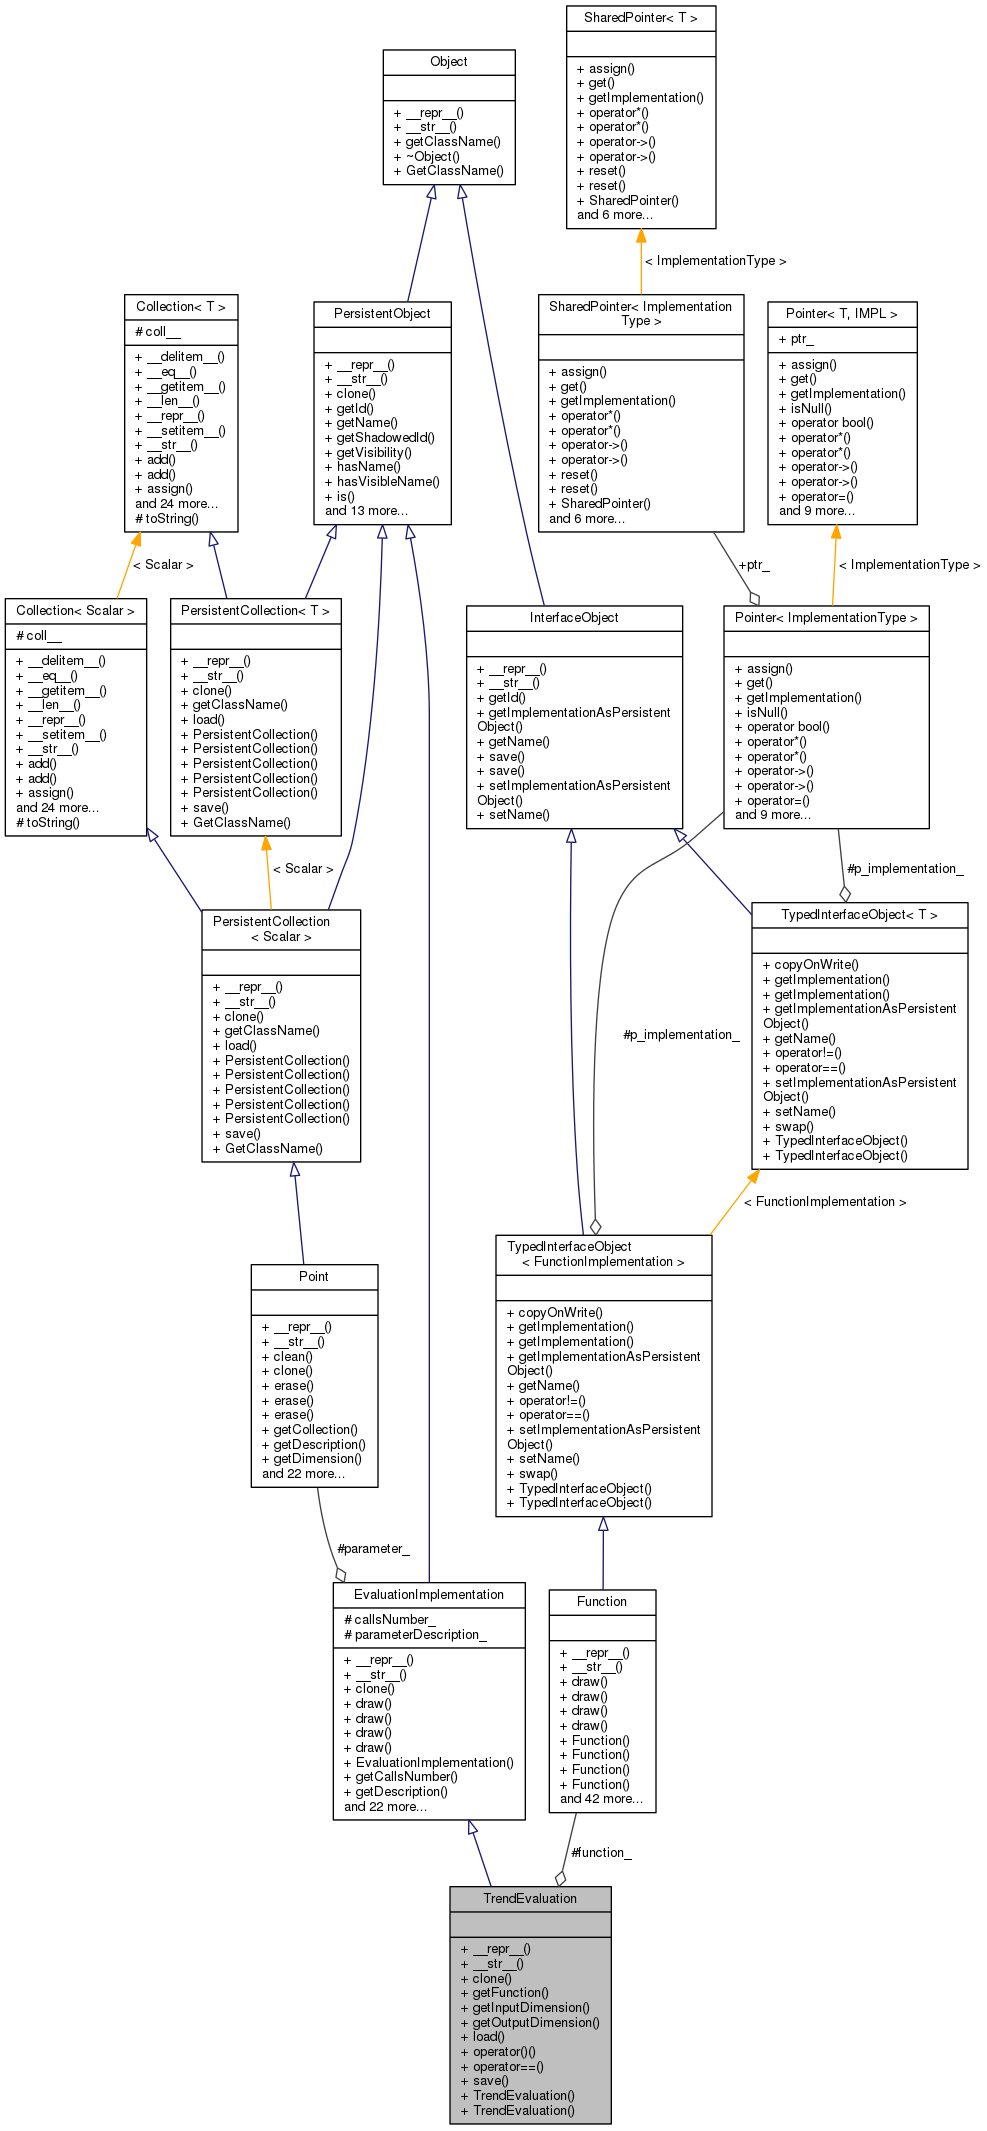 SharedPointer< T >
+ assign()
+ get()
+ getImplementation()
+ operator*()
+ operator*()
+ operator->()
+ operator->()
+ reset()
+ reset()
+ SharedPointer()
and 6 more...
Object
+ __repr__()
+ __str__()
+ getClassName()
+ ~Object()
+ GetClassName()
< ImplementationType >
Collection< T >
# coll__
+ __delitem__()
+ __eq__()
+ __getitem__()
+ __len__()
+ __repr__()
+ __setitem__()
+ __str__()
+ add()
+ add()
+ assign()
and 24 more...
# toString()
PersistentObject
+ __repr__()
+ __str__()
+ clone()
+ getId()
+ getName()
+ getShadowedId()
+ getVisibility()
+ hasName()
+ hasVisibleName()
+ is()
and 13 more...
SharedPointer< Implementation
Type >
+ assign()
+ get()
+ getImplementation()
+ operator*()
+ operator*()
+ operator->()
+ operator->()
+ reset()
+ reset()
+ SharedPointer()
and 6 more...
Pointer< T, IMPL >
+ ptr_
+ assign()
+ get()
+ getImplementation()
+ isNull()
+ operator bool()
+ operator*()
+ operator*()
+ operator->()
+ operator->()
+ operator=()
and 9 more...
< Scalar >
+ptr_
< ImplementationType >
Collection< Scalar >
# coll__
+ __delitem__()
+ __eq__()
+ __getitem__()
+ __len__()
+ __repr__()
+ __setitem__()
+ __str__()
+ add()
+ add()
+ assign()
and 24 more...
# toString()
PersistentCollection< T >
+ __repr__()
+ __str__()
+ clone()
+ getClassName()
+ load()
+ PersistentCollection()
+ PersistentCollection()
+ PersistentCollection()
+ PersistentCollection()
+ PersistentCollection()
+ save()
+ GetClassName()
InterfaceObject
+ __repr__()
+ __str__()
+ getId()
+ getImplementationAsPersistent
Object()
+ getName()
+ save()
+ save()
+ setImplementationAsPersistent
Object()
+ setName()
Pointer< ImplementationType >
+ assign()
+ get()
+ getImplementation()
+ isNull()
+ operator bool()
+ operator*()
+ operator*()
+ operator->()
+ operator->()
+ operator=()
and 9 more...
< Scalar >
#p_implementation_
PersistentCollection
< Scalar >
+ __repr__()
+ __str__()
+ clone()
+ getClassName()
+ load()
+ PersistentCollection()
+ PersistentCollection()
+ PersistentCollection()
+ PersistentCollection()
+ PersistentCollection()
+ save()
+ GetClassName()
#p_implementation_
TypedInterfaceObject< T >
+ copyOnWrite()
+ getImplementation()
+ getImplementation()
+ getImplementationAsPersistent
Object()
+ getName()
+ operator!=()
+ operator==()
+ setImplementationAsPersistent
Object()
+ setName()
+ swap()
+ TypedInterfaceObject()
+ TypedInterfaceObject()
< FunctionImplementation >
Point
+ __repr__()
+ __str__()
+ clean()
+ clone()
+ erase()
+ erase()
+ erase()
+ getCollection()
+ getDescription()
+ getDimension()
and 22 more...
TypedInterfaceObject
< FunctionImplementation >
+ copyOnWrite()
+ getImplementation()
+ getImplementation()
+ getImplementationAsPersistent
Object()
+ getName()
+ operator!=()
+ operator==()
+ setImplementationAsPersistent
Object()
+ setName()
+ swap()
+ TypedInterfaceObject()
+ TypedInterfaceObject()
#parameter_
EvaluationImplementation
# callsNumber_
# parameterDescription_
+ __repr__()
+ __str__()
+ clone()
+ draw()
+ draw()
+ draw()
+ draw()
+ EvaluationImplementation()
+ getCallsNumber()
+ getDescription()
and 22 more...
Function
+ __repr__()
+ __str__()
+ draw()
+ draw()
+ draw()
+ draw()
+ Function()
+ Function()
+ Function()
+ Function()
and 42 more...
#function_
TrendEvaluation
+ __repr__()
+ __str__()
+ clone()
+ getFunction()
+ getInputDimension()
+ getOutputDimension()
+ load()
+ operator()()
+ operator==()
+ save()
+ TrendEvaluation()
+ TrendEvaluation()